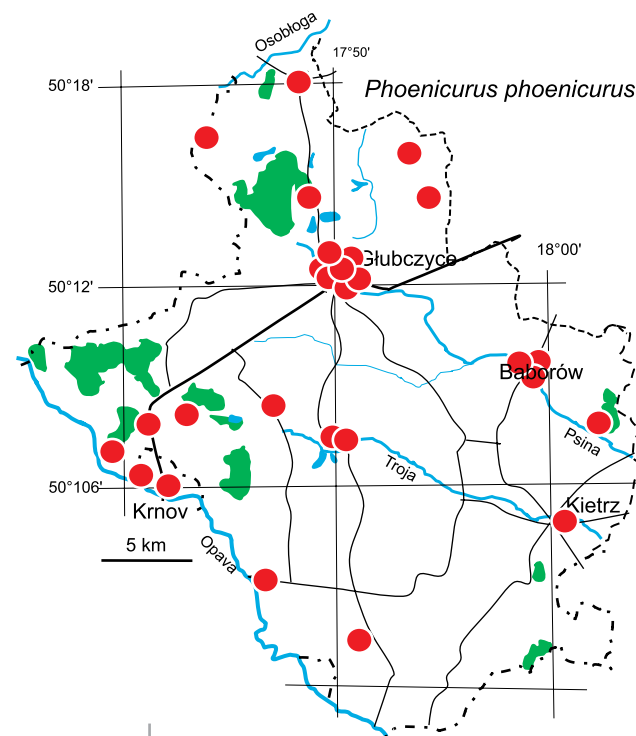 Osobłoga
17°50'
50°18'
Phoenicurus phoenicurus
Głubczyce
18°00'
50°12'
Baborów
Psina
Troja
50°106'
Kietrz
Krnov
5 km
Opava